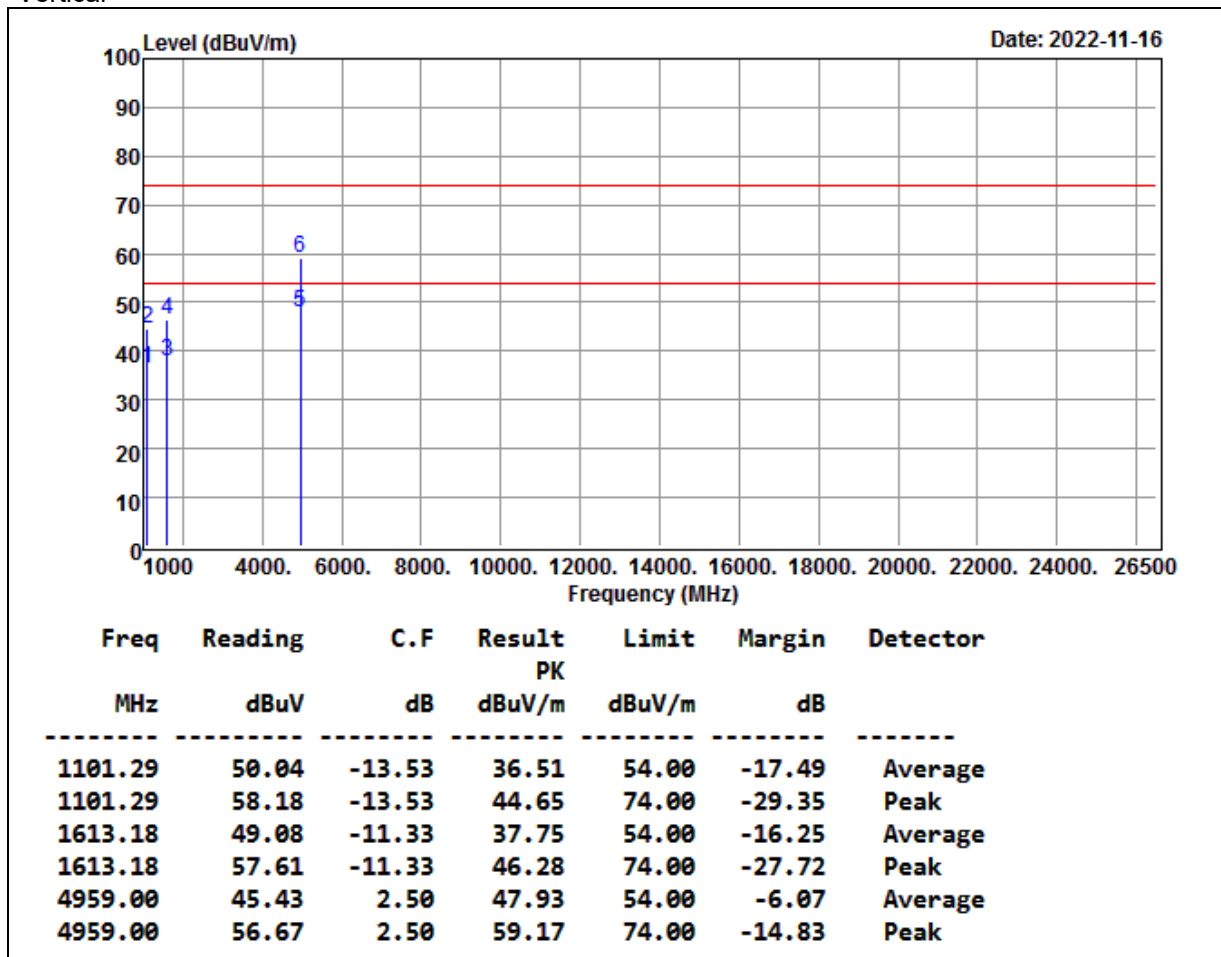 Vertical
Level (dBuV/m) Date: 2022-11-16
100
90
80
70
60
50
40
30
20
10
0
6
5
2 4
1 3
1000 4000. 6000. 8000. 10000. 12000. 14000. 16000. 18000. 20000. 22000. 24000. 26500
Frequency (MHz)
Freq Reading C.F Result Limit Margin Detector
PK
MHz dBuV dB dBuV/m dBuV/m dB
-------- --------- -------- -------- -------- -------- -------
1101.29 50.04 -13.53 36.51 54.00 -17.49 Average
1101.29 58.18 -13.53 44.65 74.00 -29.35 Peak
1613.18 49.08 -11.33 37.75 54.00 -16.25 Average
1613.18 57.61 -11.33 46.28 74.00 -27.72 Peak
4959.00 45.43 2.50 47.93 54.00 -6.07 Average
4959.00 56.67 2.50 59.17 74.00 -14.83 Peak